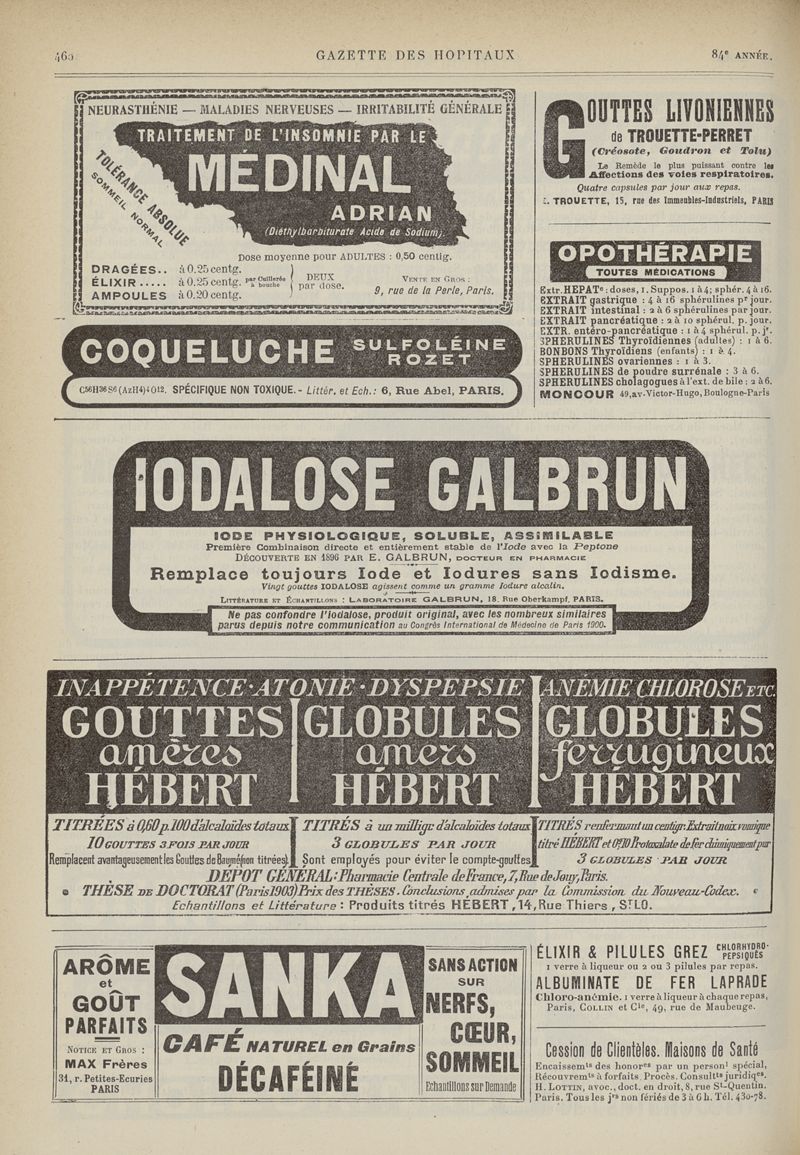 460
GAZETTE DES HOPITAUX
84e ANNÉE.
NEURASTHÉNIE — MALADIES NERVEUSES — IRRITABILITÉ GÉNÉRALE
TRAITEMENT DE L'INSOMNIE PAR LE
MÉDINAL
ADRIAN
(Diéthylbarbiturate Acide de Sodium).
TOLÉRANCE ABSOLUE
SOMMEIL NORMAL
Dose moyenne pour ADULTES : 0,50 centig.
DRAGÉES.. à 0.25 centg.
ÉLIXIR..... à 0.25 centg. par Cuillerée à bouche
AMPOULES à 0.20 centg.
DEUX
par dose.
VENTE EN GROS :
9, rue de la Perle, Paris.
COQUELUCHE SULFOLÉINE
ROZET
C56H36S6(AzH4)4O12. SPÉCIFIQUE NON TOXIQUE.- Littér. et Ech.: 6, Rue Abel, PARIS.
GOUTTES LIVONIENNES
de TROUETTE-PERRET
(Créosote, Goudron et Tolu)
Le Remède le plus puissant contre les
Affections des voies respiratoires.
Quatre capsules par jour aux repas.
E. TROUETTE, 15, rue des Immeubles-Industriels, PARIS
OPOTHÉRAPIE
TOUTES MÉDICATIONS
Extr. HEPATe : doses, 1. Suppos. 1 à 4; sphér. 4 à 16.
EXTRAIT gastrique : 4 à 16 sphérulines pr jour.
EXTRAIT intestinal : 2 à 6 sphérulines par jour.
EXTRAIT pancréatique : 2 à 10 sphérul. p. jour.
EXTR. entéro-pancréatique : 1 à 4 sphérul. p. jr.
SPHERULINES Thyroïdiennes (adultes) : 1 à 6.
BONBONS Thyroïdiens (enfants) : 1 à 4.
SPHERULINES ovariennes : 1 à 3.
SPHERULINES de poudre surrénale : 3 à 6.
SPHERULINES cholagogues à l'ext. de bile : 2 à 6.
MONCOUR 49, av. Victor-Hugo, Boulogne-Paris
IODALOSE GALBRUN
IODE PHYSIOLOGIQUE, SOLUBLE, ASSIMILABLE
Première Combinaison directe et entièrement stable de l'Iode avec la Peptone
DÉCOUVERTE EN 1896 PAR E. GALBRUN, DOCTEUR EN PHARMACIE
Remplace toujours Iode et Iodures sans Iodisme.
Vingt gouttes IODALOSE agissent comme un gramme Iodure alcalin.
LITTÉRATURE ET ÉCHANTILLONS : LABORATOIRE GALBRUN, 18, Rue Oberkampf, PARIS.
Ne pas confondre l'iodalose, produit original, avec les nombreux similaires
parus depuis notre communication au Congrès International de Médecine de Paris 1900.
INAPPÉTENCE·ATONIE·DYSPEPSIE
ANÉMIE CHLOROSE ETC.
GOUTTES
amères
HÉBERT
GLOBULES
amers
HÉBERT
GLOBULES
ferrugineux
HÉBERT
TITRÉES à 0,60 p. 100 d'alcaloïdes totaux
10 GOUTTES 3 FOIS PAR JOUR
Remplacent avantageusement les Gouttes de Baumé (non titrées).
TITRÉS à un milligr. d'alcaloïdes totaux
3 GLOBULES PAR JOUR
Sont employés pour éviter le compte-gouttes
TITRÉS renfermant un centigr. Extrait noix vomique
titré HÉBERT et 0gr,10 Protoxalate de fer chimiquement pur
3 GLOBULES PAR JOUR
DÉPOT GÉNÉRAL: Pharmacie Centrale de France, 7, Rue de Jouy, Paris.
THÈSE DE DOCTORAT (Paris 1903) Prix des THÈSES. Conclusions admises par la Commission du Nouveau-Codex.
Echantillons et Littérature : Produits titrés HÉBERT, 14, Rue Thiers, ST LO.
ARÔME
et
GOÛT
PARFAITS
NOTICE ET GROS :
MAX Frères
31, r. Petites-Ecuries
PARIS
SANKA
CAFÉ NATUREL en Grains
DÉCAFÉINÉ
SANS ACTION
SUR
NERFS,
CŒUR,
SOMMEIL
Echantillons sur Demande
ÉLIXIR & PILULES GREZ CHLORHYDRO-PEPSIQUES
1 verre à liqueur ou 2 ou 3 pilules par repas.
ALBUMINATE DE FER LAPRADE
Chloro-anémie. 1 verre à liqueur à chaque repas,
Paris, COLLIN et Cie, 49, rue de Maubeuge.
Cession de Clientèles. Maisons de Santé
Encaissemts des honores par un personl spécial,
Récouvremts à forfaits. Procès. Consultts juridiqes.
H. LOTTIN, avoc., doct. en droit, 8, rue St-Quentin.
Paris. Tous les jrs non fériés de 3 à 6 h. Tél. 430-78.